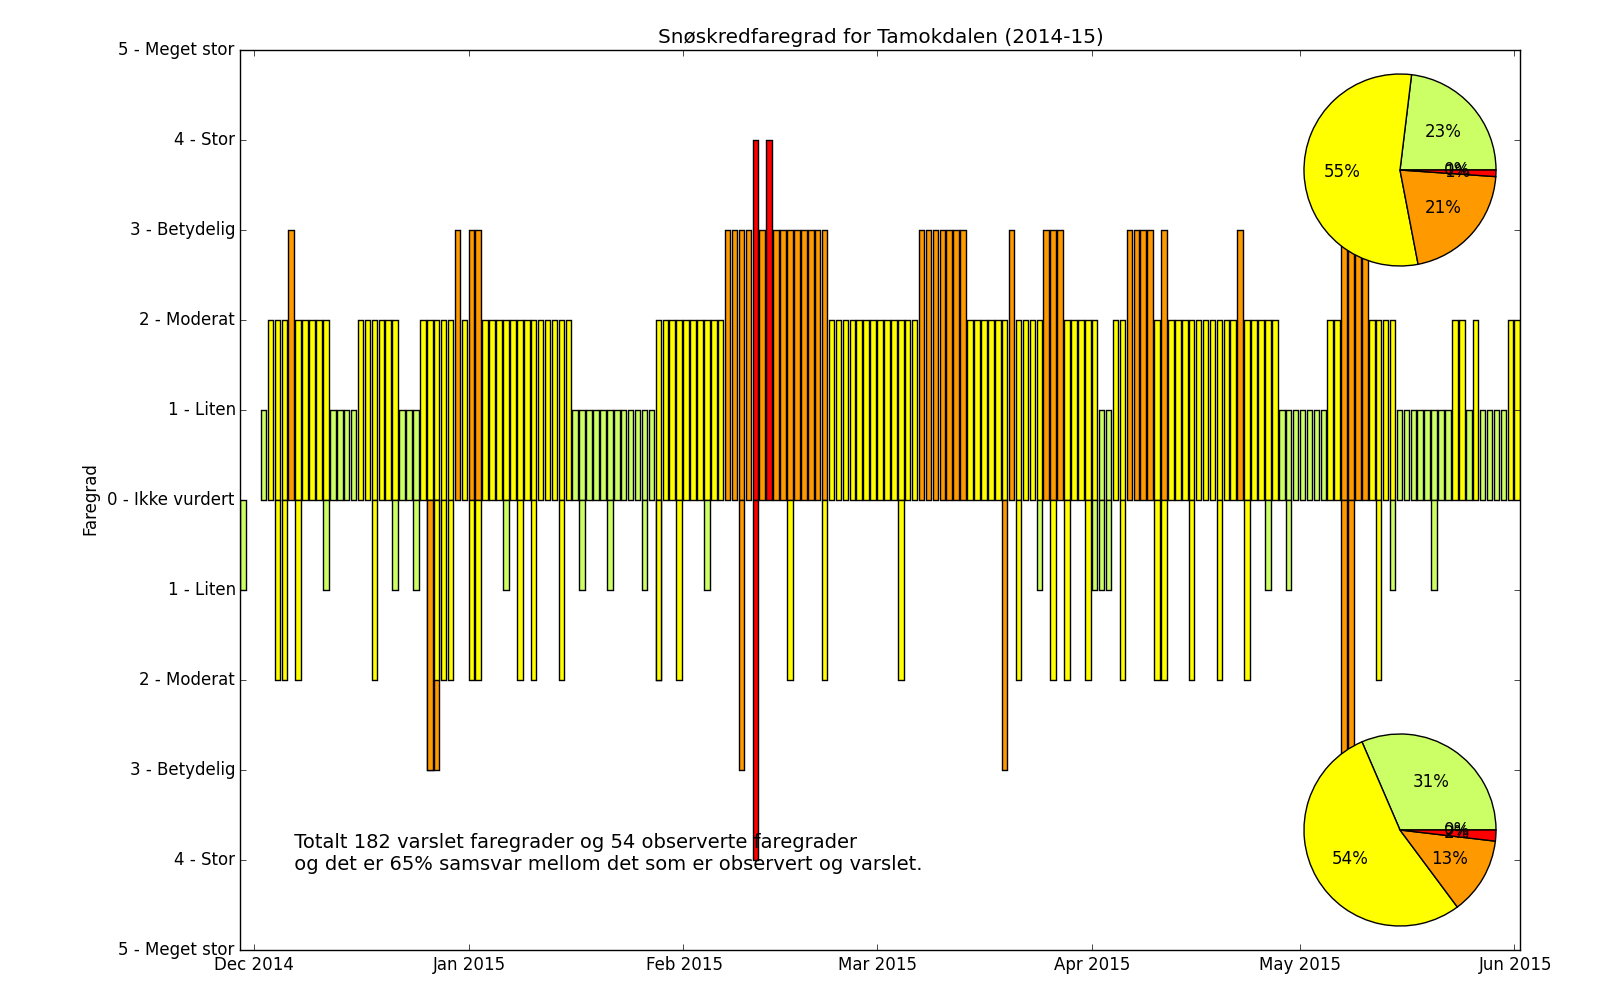 Snøskredfaregrad for Tamokdalen (2014-15)
5 - Meget stor
4 - Stor
3 - Betydelig
2 - Moderat
1 - Liten
0 - Ikke vurdert
1 - Liten
2 - Moderat
3 - Betydelig
4 - Stor
5 - Meget stor
Faregrad
23%
55%
0%
1%
21%
31%
54%
0%
2%
13%
Totalt 182 varslet faregrader og 54 observerte faregrader
og det er 65% samsvar mellom det som er observert og varslet.
Dec 2014
Jan 2015
Feb 2015
Mar 2015
Apr 2015
May 2015
Jun 2015